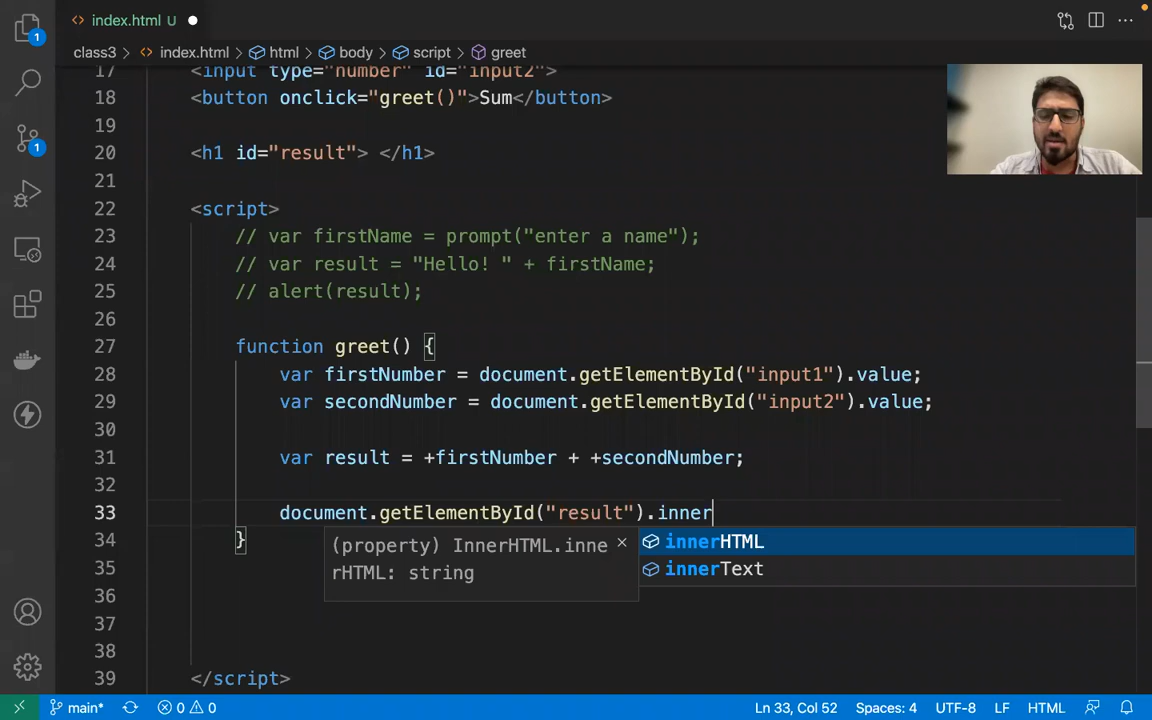 index.html U
class3 > index.html > html > body > script > greet
17 <input type="number" id="input2">
18 <button onclick="greet()">Sum</button>
19
20 <h1 id="result"> </h1>
21
22 <script>
23 // var firstName = prompt("enter a name");
24 // var result = "Hello! " + firstName;
25 // alert(result);
26
27 function greet() {
28 var firstNumber = document.getElementById("input1").value;
29 var secondNumber = document.getElementById("input2").value;
30
31 var result = +firstNumber + +secondNumber;
32
33 document.getElementById("result").inner
34 }
(property) InnerHTML.inne
rHTML: string
innerHTML
innerText
35
36
37
38
39 </script>
1
1
main* 0 0 Ln 33, Col 52 Spaces: 4 UTF-8 LF HTML